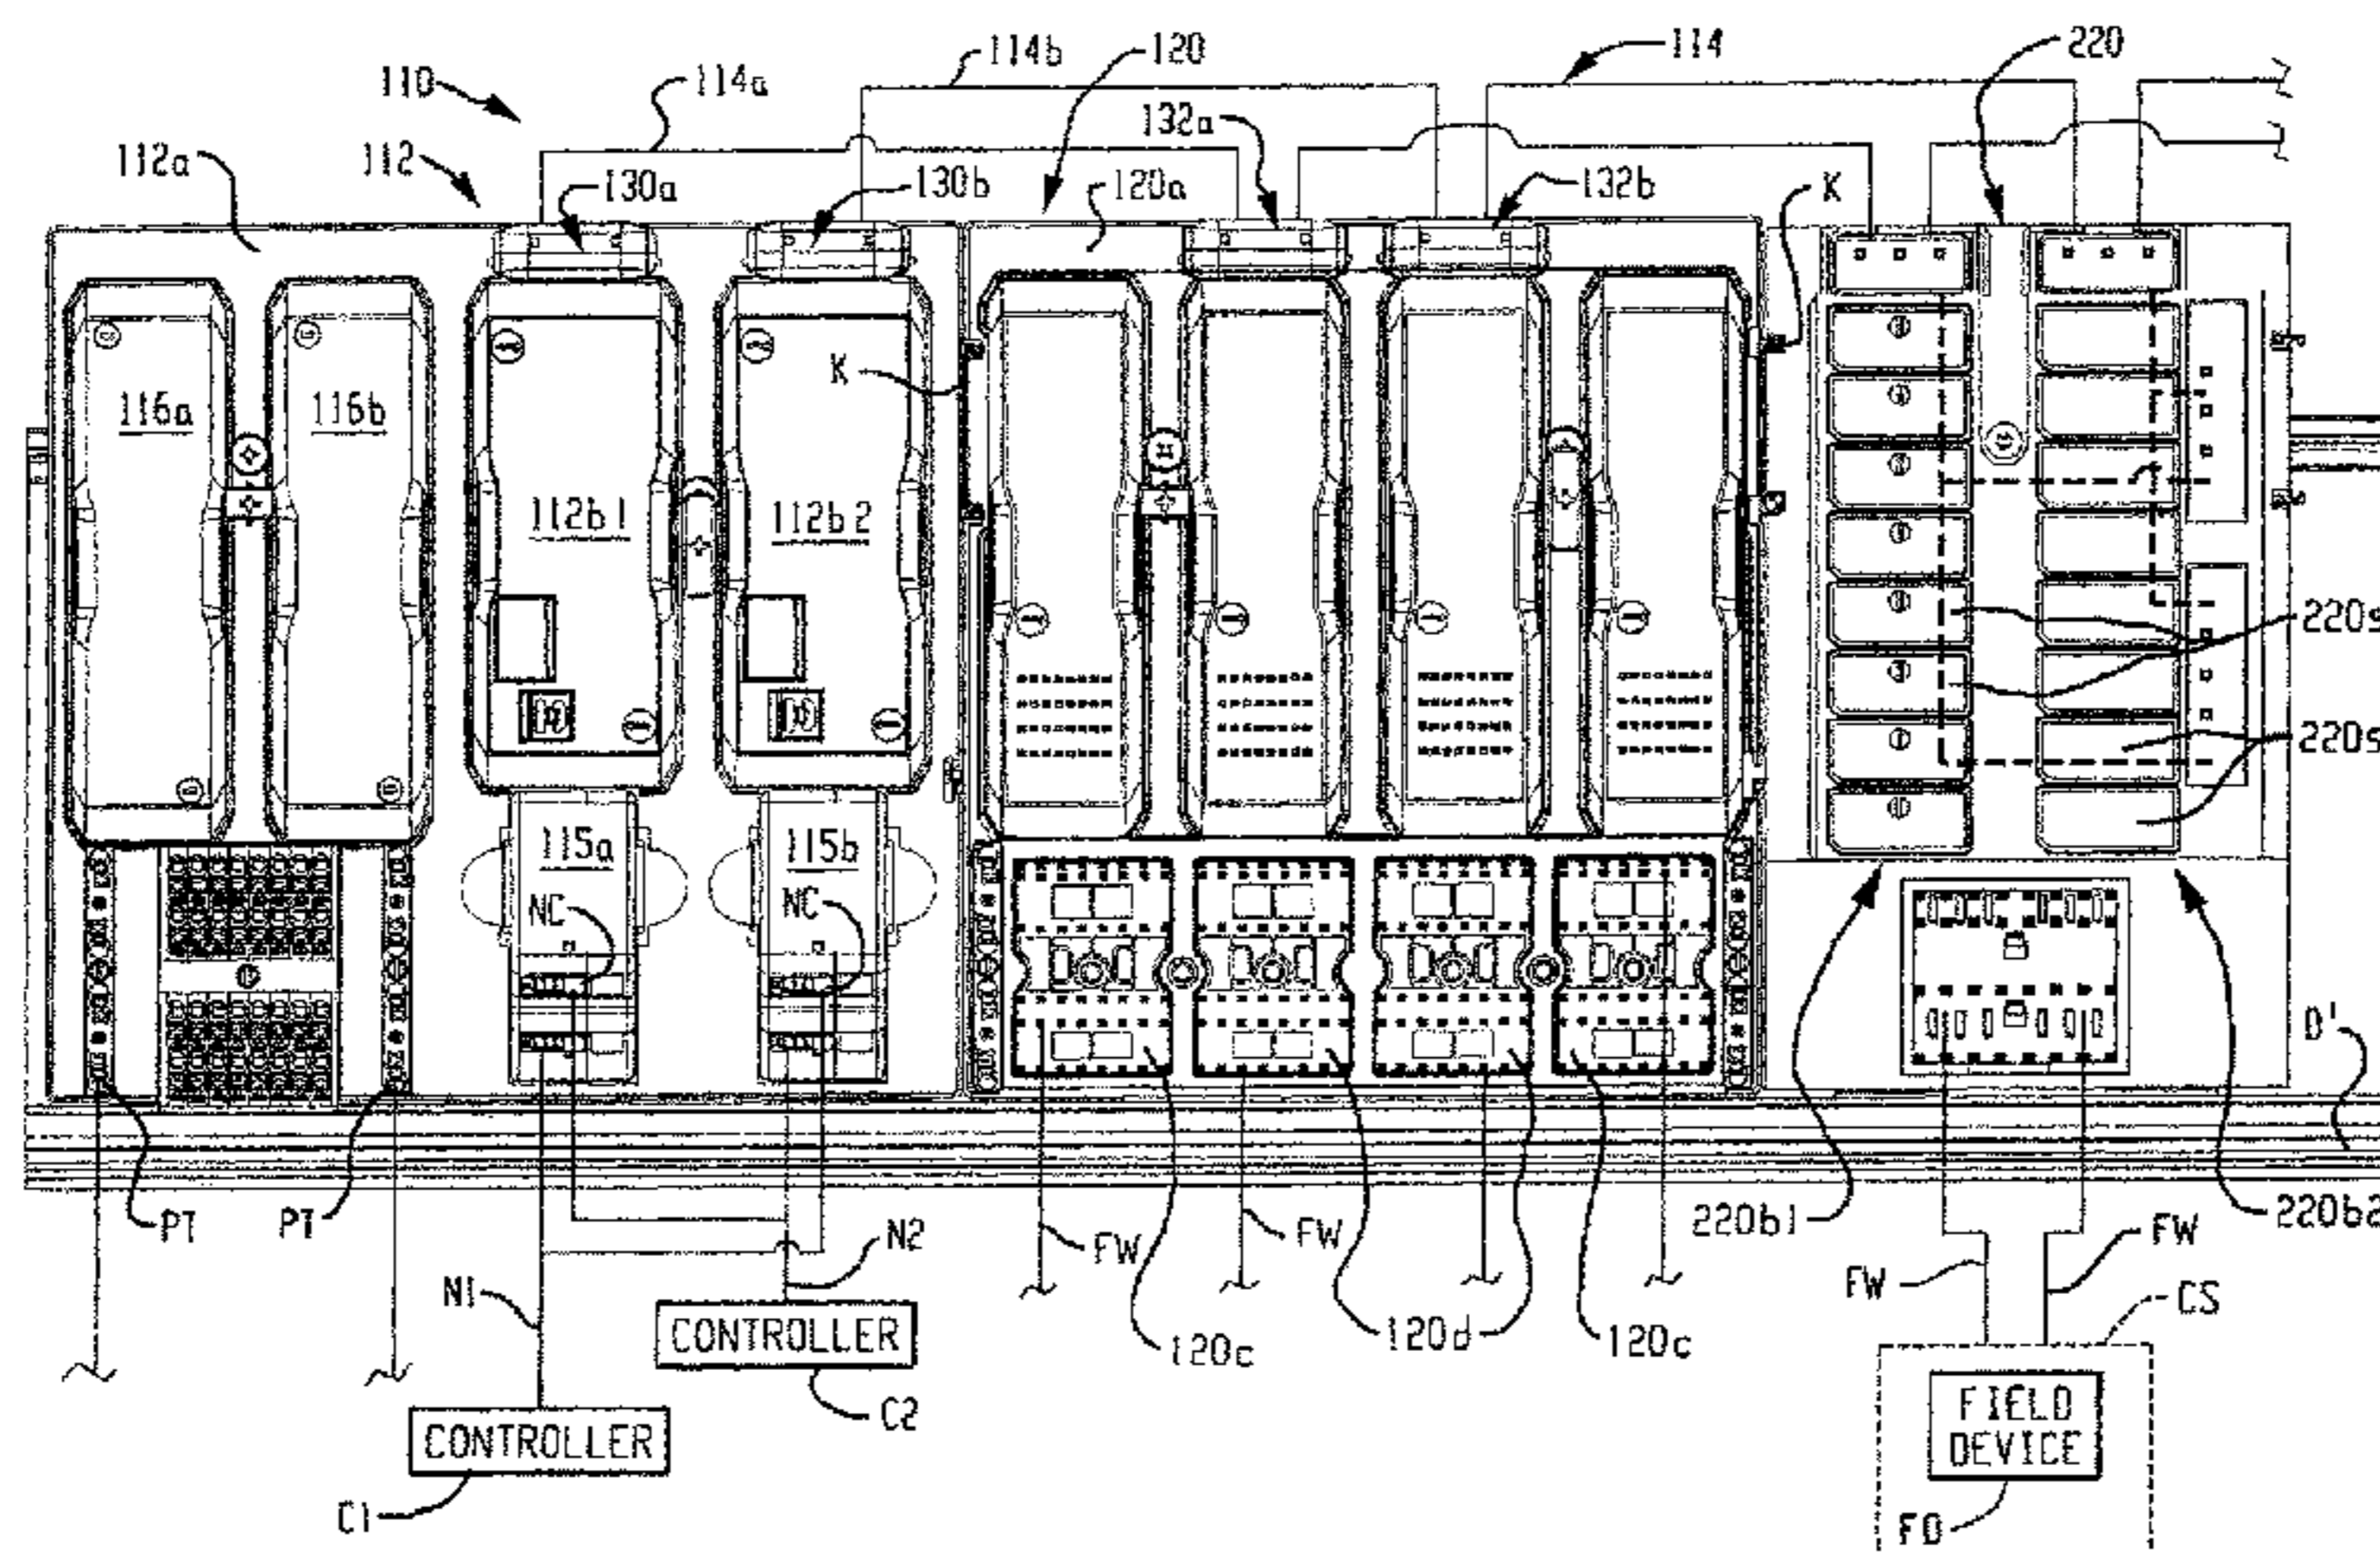 114b
120
114
220
110
114a
132a
112a
112
130a
130b
120a
132b
K
K
116a
116b
112b1
112b2
220s
220s
115a
115b
NC
NC
D'
PT
PT
N2
FW
FW
220b1
220b2
N1
FW
FW
CS
CONTROLLER
120c
120d
120c
C2
CONTROLLER
FIELD
DEVICE
C1
FD